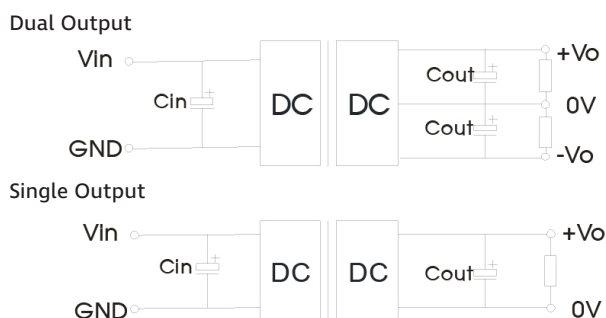 Dual Output
Vin
+Vo
Cout
Cin
DC
DC
0V
Cout
GND
-Vo
Single Output
Vin
+Vo
Cin
DC
DC
Cout
GND
0V